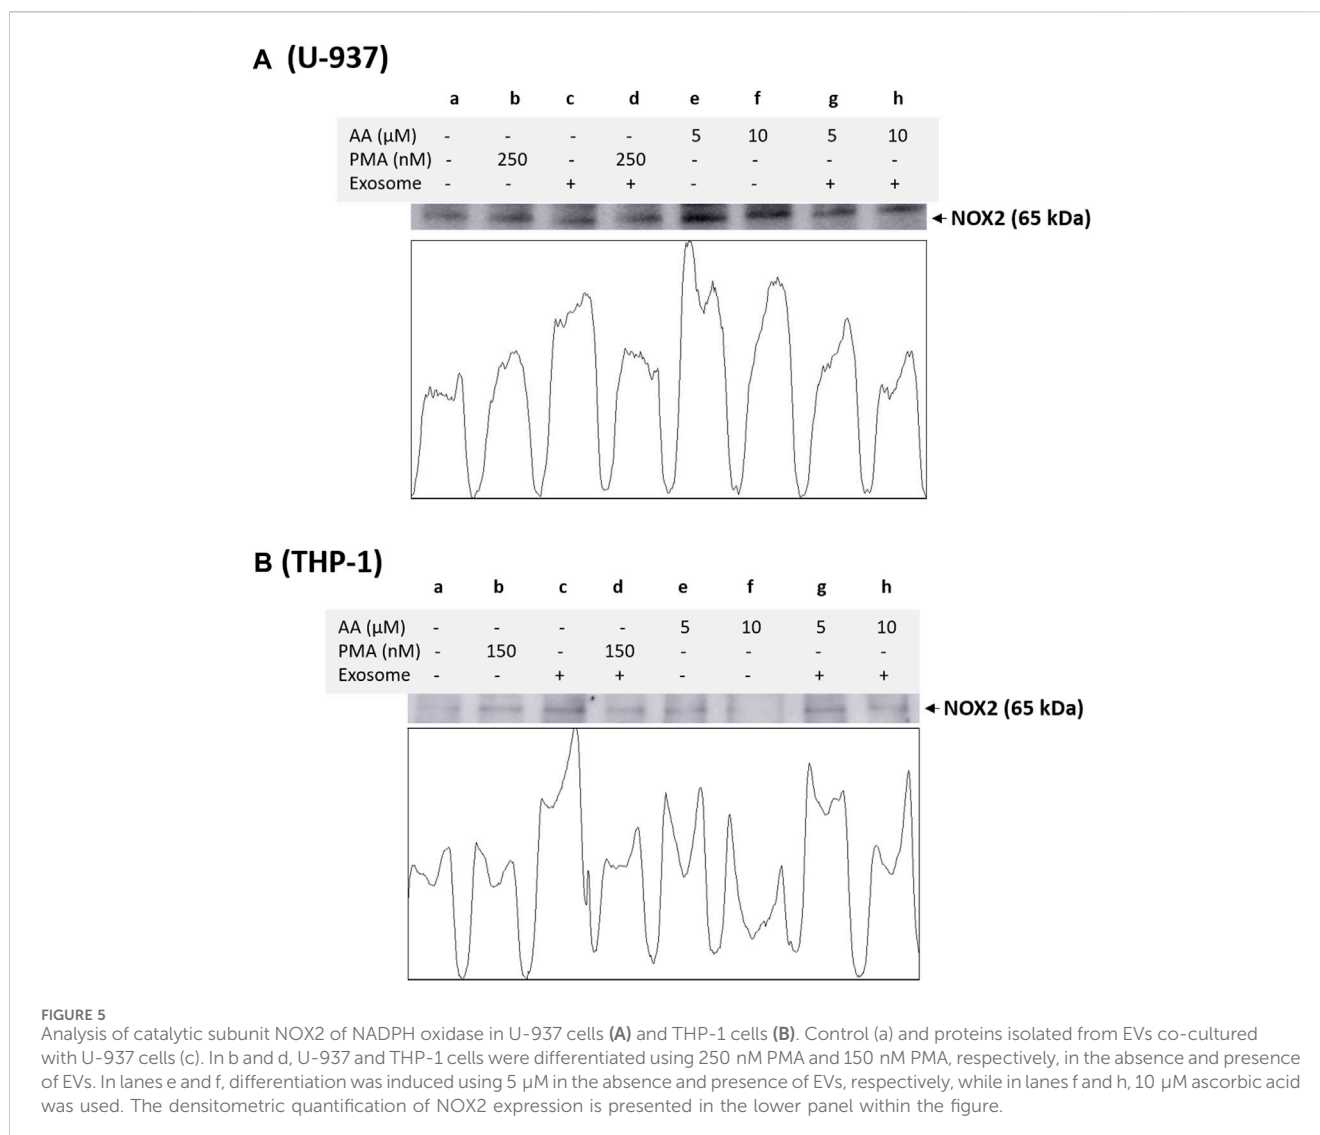 A (U-937)
a b c d e f g h
AA (µM) - - - - 5 10 5 10
PMA (nM) - 250 - 250 - - - -
Exosome - - + + - - + +
NOX2 (65 kDa)
B (THP-1)
a b c d e f g h
AA (µM) - - - - 5 10 5 10
PMA (nM) - 150 - 150 - - - -
Exosome - - + + - - + +
NOX2 (65 kDa)
FIGURE 5
Analysis of catalytic subunit NOX2 of NADPH oxidase in U-937 cells (A) and THP-1 cells (B). Control (a) and proteins isolated from EVs co-cultured
with U-937 cells (c). In b and d, U-937 and THP-1 cells were differentiated using 250 nM PMA and 150 nM PMA, respectively, in the absence and presence
of EVs. In lanes e and f, differentiation was induced using 5 µM in the absence and presence of EVs, respectively, while in lanes f and h, 10 µM ascorbic acid
was used. The densitometric quantification of NOX2 expression is presented in the lower panel within the figure.